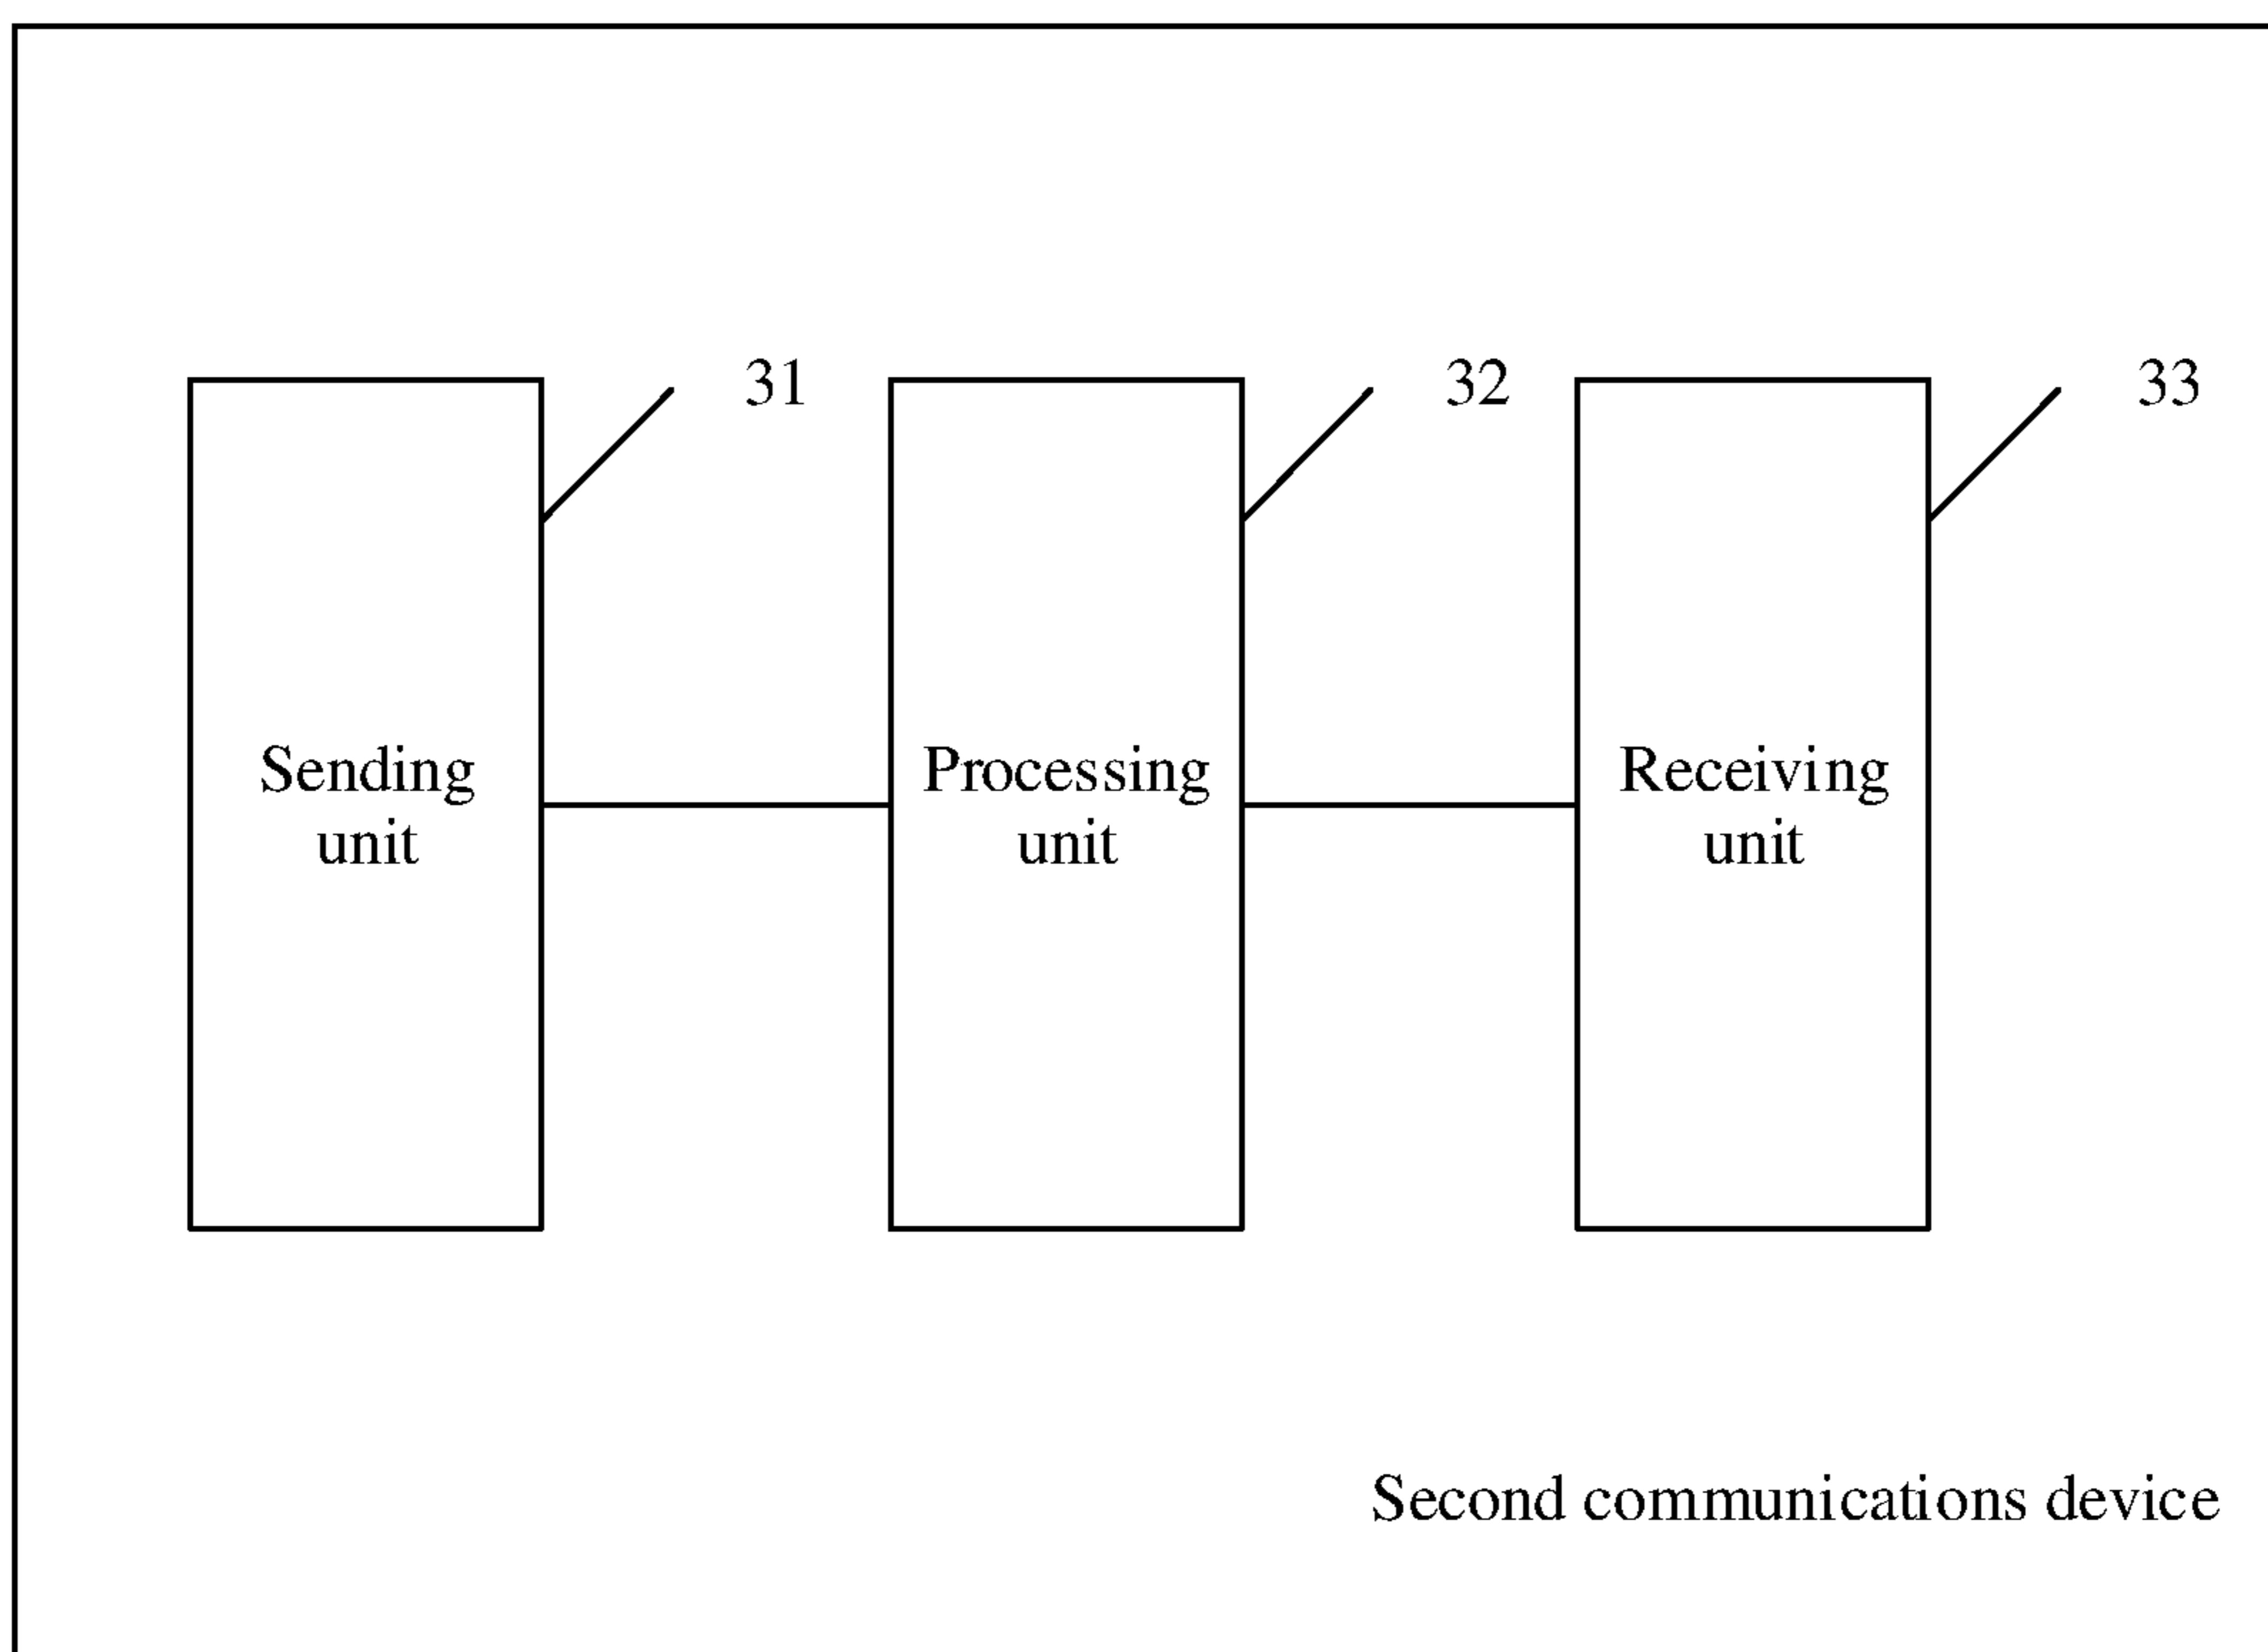 31
32
33
Sending
unit
Processing
unit
Receiving
unit
Second communications device